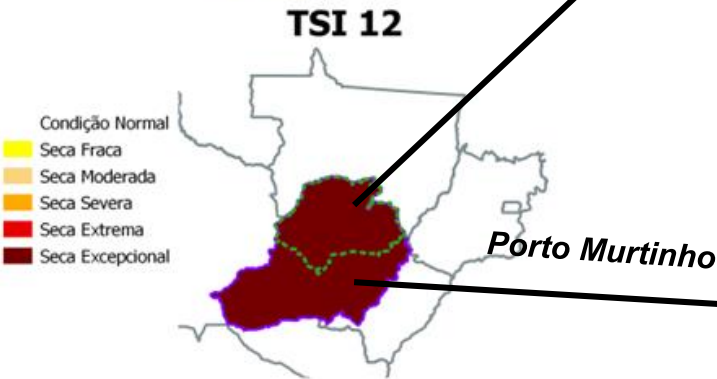 TSI 12
Condição Normal
Seca Fraca
Seca Moderada
Seca Severa
Seca Extrema
Seca Excepcional
Porto Murtinho